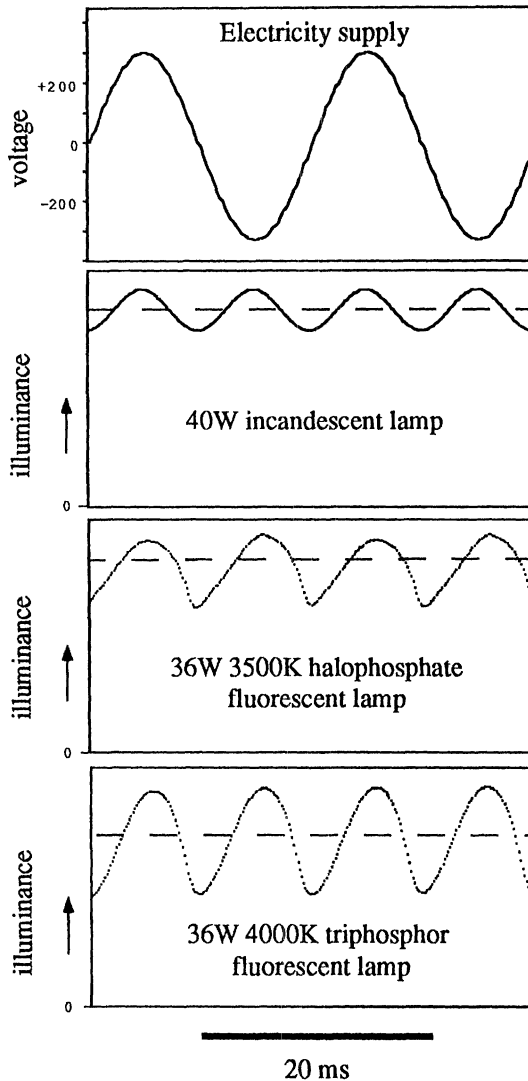 Electricity supply
+200
0
-200
voltage
40W incandescent lamp
illuminance
0
36W 3500K halophosphate
fluorescent lamp
illuminance
0
36W 4000K triphosphor
fluorescent lamp
illuminance
0
20 ms